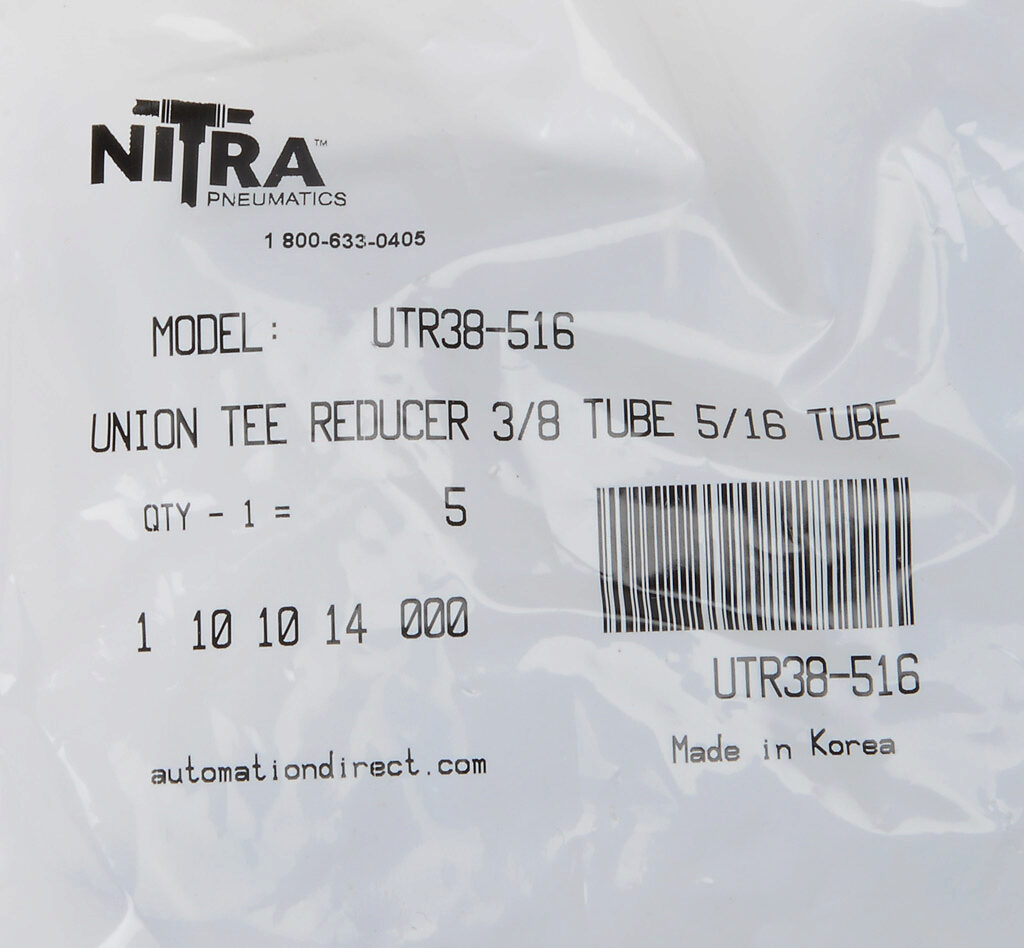 NITRA™
PNEUMATICS
1 800-633-0405
MODEL: UTR38-516
UNION TEE REDUCER 3/8 TUBE 5/16 TUBE
QTY - 1 = 5
1 10 10 14 000
UTR38-516
Made in Korea
automationdirect.com